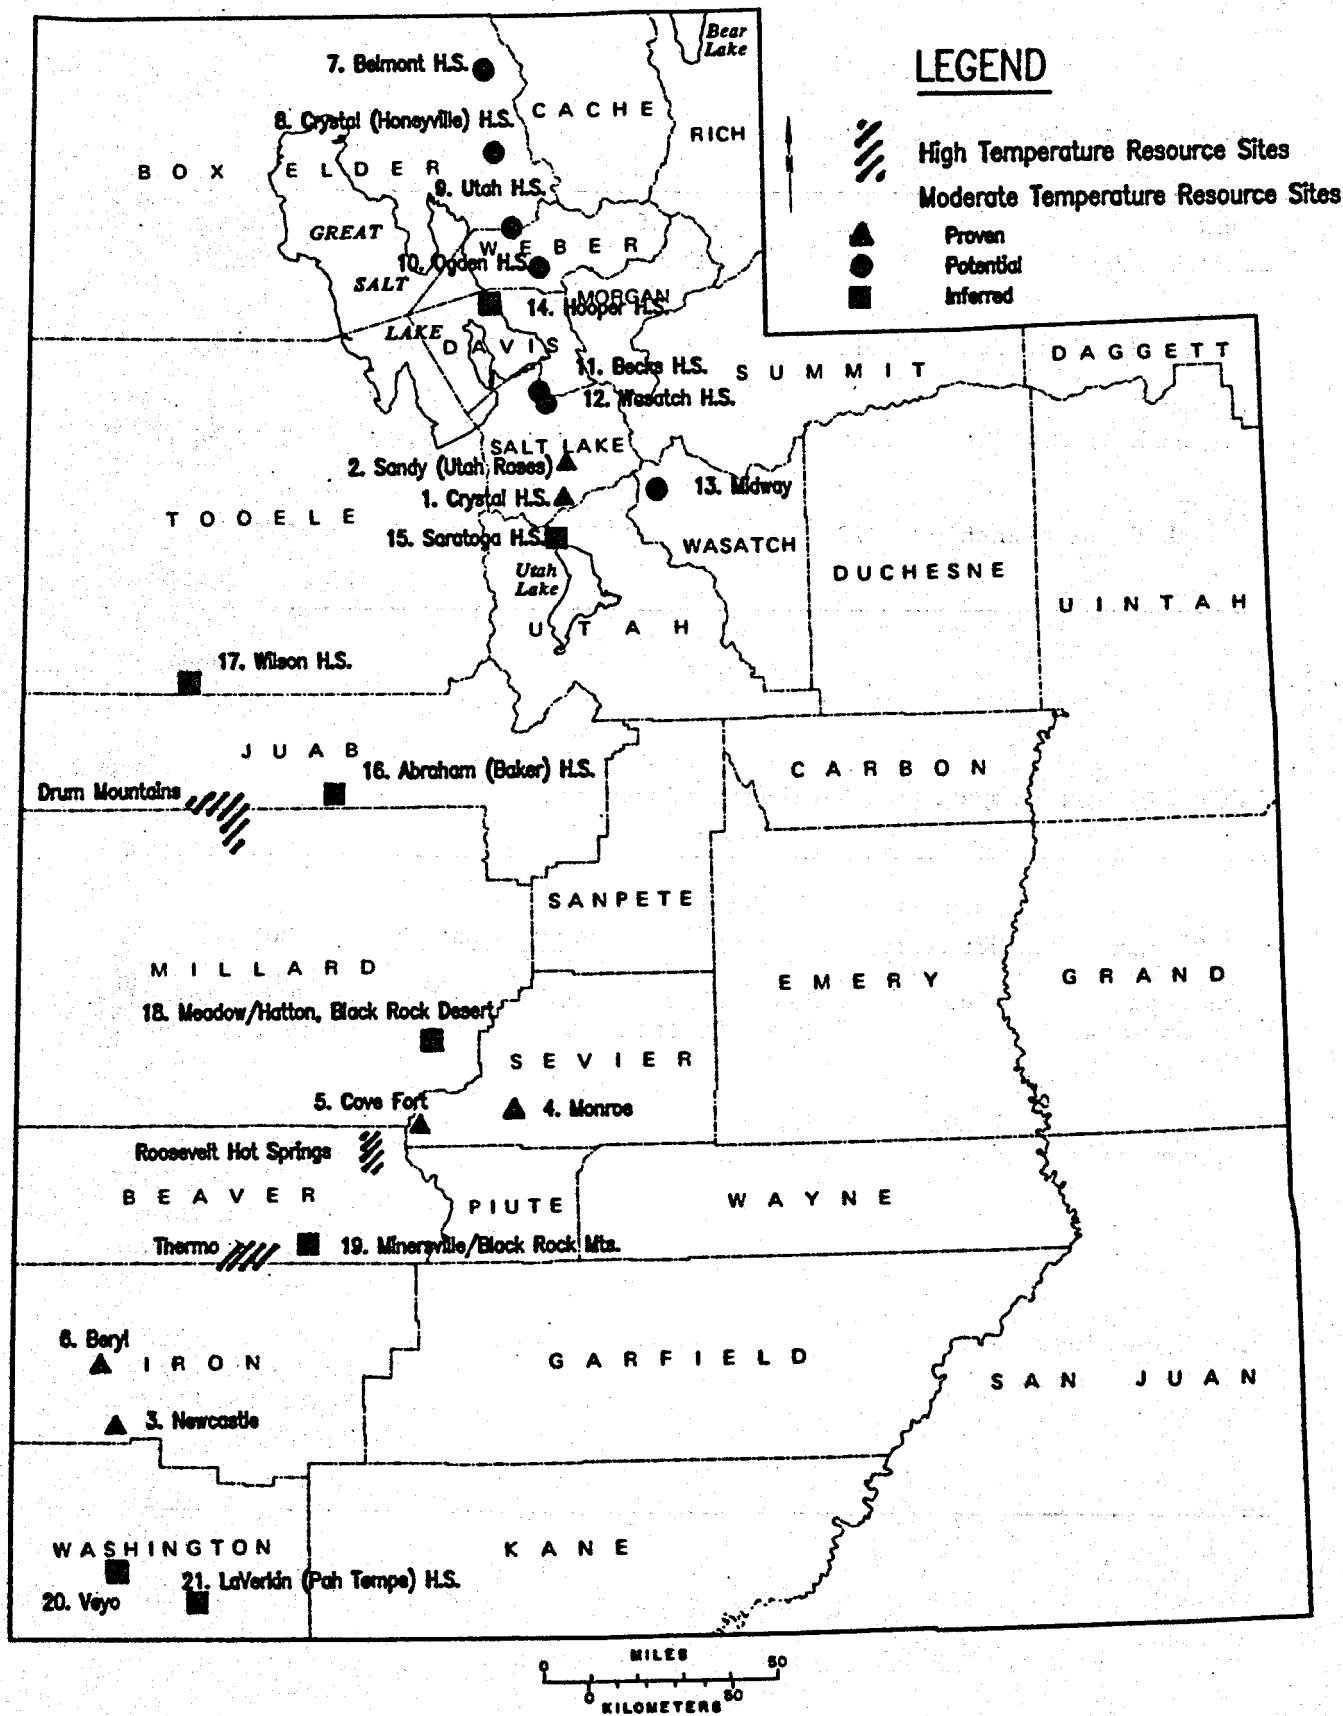 Bear
Lake
LEGEND
7. Belmont H.S.
CACHE
8. Crystal (Honeyville) H.S.
RICH
N
High Temperature Resource Sites
BOX ELDER
9. Utah H.S.
Moderate Temperature Resource Sites
GREAT
Proven
WEBER
10. Ogden H.S.
Potential
SALT
MORGAN
14. Hooper H.S.
Inferred
LAKE
DAVIS
11. Becks H.S.
SUMMIT
DAGGETT
12. Wasatch H.S.
SALT LAKE
2. Sandy (Utah Roses)
13. Midway
1. Crystal H.S.
TOOELE
15. Saratoga H.S.
WASATCH
Utah
Lake
DUCHESNE
UINTAH
UTAH
17. Wilson H.S.
JUAB
16. Abraham (Baker) H.S.
CARBON
Drum Mountains
SANPETE
MILLARD
EMERY
GRAND
18. Meadow/Hatton, Black Rock Desert
SEVIER
5. Cove Fort
4. Monroe
Roosevelt Hot Springs
BEAVER
PIUTE
WAYNE
Thermo
19. Minersville/Black Rock Mts.
6. Beryl
IRON
GARFIELD
SAN JUAN
3. Newcastle
WASHINGTON
KANE
21. LaVerkin (Pah Tempe) H.S.
20. Veyo
MILES
0 50
0 50
KILOMETERS